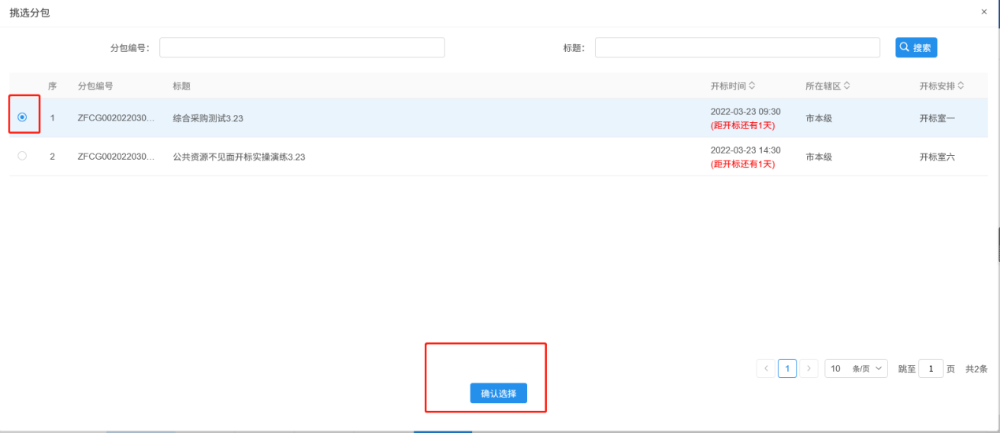 挑选分包
×
分包编号：
标题：
搜索
序 分包编号 标题 开标时间 所在辖区 开标安排
1 ZFCG002022030... 综合采购测试3.23 2022-03-23 09:30 市本级 开标室一
(距开标还有1天)
2 ZFCG002022030... 公共资源不见面开标实操演练3.23 2022-03-23 14:30 市本级 开标室六
(距开标还有1天)
1 10 条/页 跳至 1 页 共2条
确认选择